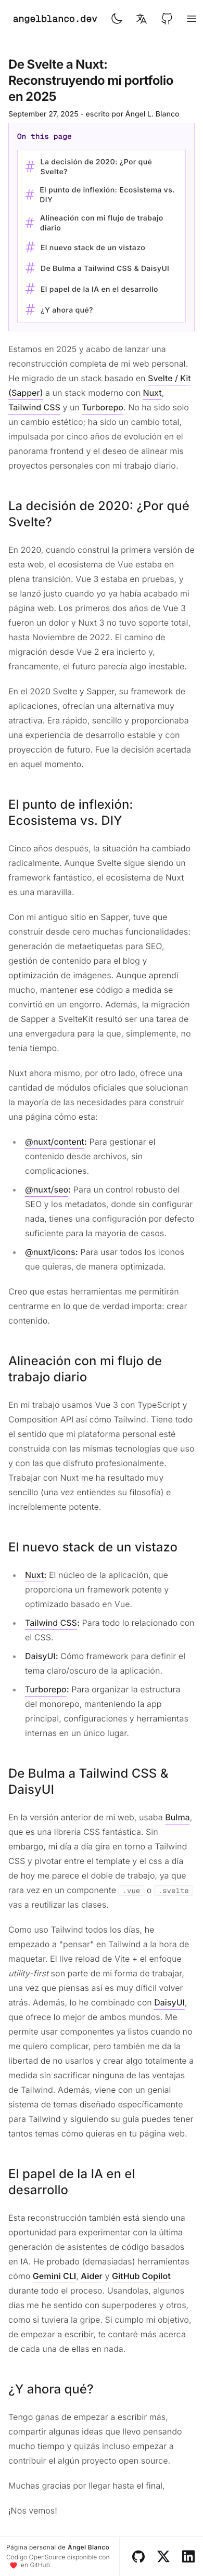 angelblanco.dev
De Svelte a Nuxt:
Reconstruyendo mi portfolio
en 2025
September 27, 2025 - escrito por Ángel L. Blanco
On this page
# La decisión de 2020: ¿Por qué
Svelte?
# El punto de inflexión: Ecosistema vs.
DIY
# Alineación con mi flujo de trabajo
diario
# El nuevo stack de un vistazo
# De Bulma a Tailwind CSS & DaisyUI
# El papel de la IA en el desarrollo
# ¿Y ahora qué?
Estamos en 2025 y acabo de lanzar una
reconstrucción completa de mi web personal.
He migrado de un stack basado en Svelte / Kit
(Sapper) a un stack moderno con Nuxt,
Tailwind CSS y un Turborepo. No ha sido solo
un cambio estético; ha sido un cambio total,
impulsada por cinco años de evolución en el
panorama frontend y el deseo de alinear mis
proyectos personales con mi trabajo diario.
La decisión de 2020: ¿Por qué
Svelte?
En 2020, cuando construí la primera versión de
esta web, el ecosistema de Vue estaba en
plena transición. Vue 3 estaba en pruebas, y
se lanzó justo cuando yo ya había acabado mi
página web. Los primeros dos años de Vue 3
fueron un dolor y Nuxt 3 no tuvo soporte total,
hasta Noviembre de 2022. El camino de
migración desde Vue 2 era incierto y,
francamente, el futuro parecía algo inestable.
En el 2020 Svelte y Sapper, su framework de
aplicaciones, ofrecían una alternativa muy
atractiva. Era rápido, sencillo y proporcionaron
una experiencia de desarrollo estable y con
proyección de futuro. Fue la decisión acertada
en aquel momento.
El punto de inflexión:
Ecosistema vs. DIY
Cinco años después, la situación ha cambiado
radicalmente. Aunque Svelte sigue siendo un
framework fantástico, el ecosistema de Nuxt
es una maravilla.
Con mi antiguo sitio en Sapper, tuve que
construir desde cero muchas funcionalidades:
generación de metaetiquetas para SEO,
gestión de contenido para el blog y
optimización de imágenes. Aunque aprendí
mucho, mantener ese código a medida se
convirtió en un engorro. Además, la migración
de Sapper a SvelteKit resultó ser una tarea de
una envergadura para la que, simplemente, no
tenía tiempo.
Nuxt ahora mismo, por otro lado, ofrece una
cantidad de módulos oficiales que solucionan
la mayoría de las necesidades para construir
una página cómo esta:
• @nuxt/content: Para gestionar el
contenido desde archivos, sin
complicaciones.
• @nuxt/seo: Para un control robusto del
SEO y los metadatos, donde sin configurar
nada, tienes una configuración por defecto
suficiente para la mayoría de casos.
• @nuxt/icons: Para usar todos los iconos
que quieras, de manera optimizada.
Creo que estas herramientas me permitirán
centrarme en lo que de verdad importa: crear
contenido.
Alineación con mi flujo de
trabajo diario
En mi trabajo usamos Vue 3 con TypeScript y
Composition API así cómo Tailwind. Tiene todo
el sentido que mi plataforma personal esté
construida con las mismas tecnologías que uso
y con las que disfruto profesionalmente.
Trabajar con Nuxt me ha resultado muy
sencillo (una vez entiendes su filosofía) e
increíblemente potente.
El nuevo stack de un vistazo
• Nuxt: El núcleo de la aplicación, que
proporciona un framework potente y
optimizado basado en Vue.
• Tailwind CSS: Para todo lo relacionado con
el CSS.
• DaisyUI: Cómo framework para definir el
tema claro/oscuro de la aplicación.
• Turborepo: Para organizar la estructura
del monorepo, manteniendo la app
principal, configuraciones y herramientas
internas en un único lugar.
De Bulma a Tailwind CSS &
DaisyUI
En la versión anterior de mi web, usaba Bulma,
que es una librería CSS fantástica. Sin
embargo, mi día a día gira en torno a Tailwind
CSS y pivotar entre el template y el css a día
de hoy me parece el doble de trabajo, ya que
rara vez en un componente .vue o .svelte
vas a reutilizar las clases.
Como uso Tailwind todos los días, he
empezado a "pensar" en Tailwind a la hora de
maquetar. El live reload de Vite + el enfoque
utility-first son parte de mi forma de trabajar,
una vez que piensas así es muy difícil volver
atrás. Además, lo he combinado con DaisyUI,
que ofrece lo mejor de ambos mundos. Me
permite usar componentes ya listos cuando no
me quiero complicar, pero también me da la
libertad de no usarlos y crear algo totalmente a
medida sin sacrificar ninguna de las ventajas
de Tailwind. Además, viene con un genial
sistema de temas diseñado específicamente
para Tailwind y siguiendo su guía puedes tener
tantos temas cómo quieras en tu página web.
El papel de la IA en el
desarrollo
Esta reconstrucción también está siendo una
oportunidad para experimentar con la última
generación de asistentes de código basados
en IA. He probado (demasiadas) herramientas
cómo Gemini CLI, Aider y GitHub Copilot
durante todo el proceso. Usandolas, algunos
días me he sentido con superpoderes y otros,
como si tuviera la gripe. Si cumplo mi objetivo,
de empezar a escribir, te contaré más acerca
de cada una de ellas en nada.
¿Y ahora qué?
Tengo ganas de empezar a escribir más,
compartir algunas ideas que llevo pensando
mucho tiempo y quizás incluso empezar a
contribuir el algún proyecto open source.
Muchas gracias por llegar hasta el final,
¡Nos vemos!
Página personal de Ángel Blanco
Código OpenSource disponible con
❤ en GitHub